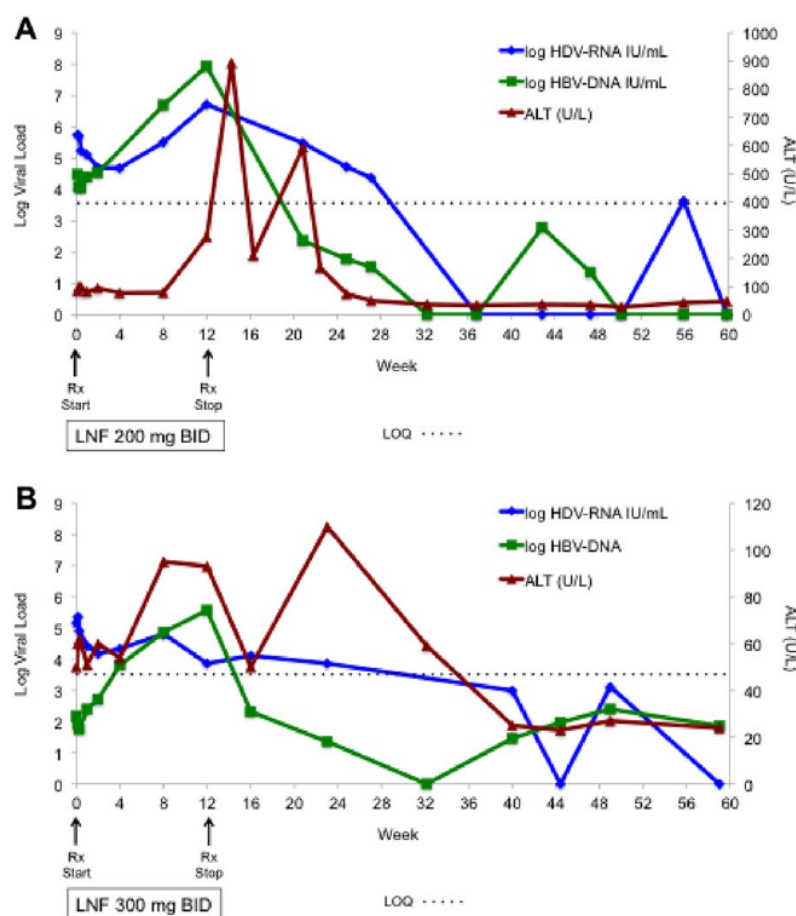 A
9
8
7
6
5
4
3
2
1
0
Log Viral Load
1000
900
800
700
600
500
400
300
200
100
0
ALT (U/L)
log HDV-RNA IU/mL
log HBV-DNA IU/mL
ALT (U/L)
0 4 8 12 16 20 24 28 32 36 40 44 48 52 56 60
Week
Rx Start
Rx Stop
LNF 200 mg BID
LOQ .....
B
9
8
7
6
5
4
3
2
1
0
Log Viral Load
120
100
80
60
40
20
0
ALT (U/L)
log HDV-RNA IU/mL
log HBV-DNA
ALT (U/L)
0 4 8 12 16 20 24 28 32 36 40 44 48 52 56 60
Week
Rx Start
Rx Stop
LNF 300 mg BID
LOQ .....